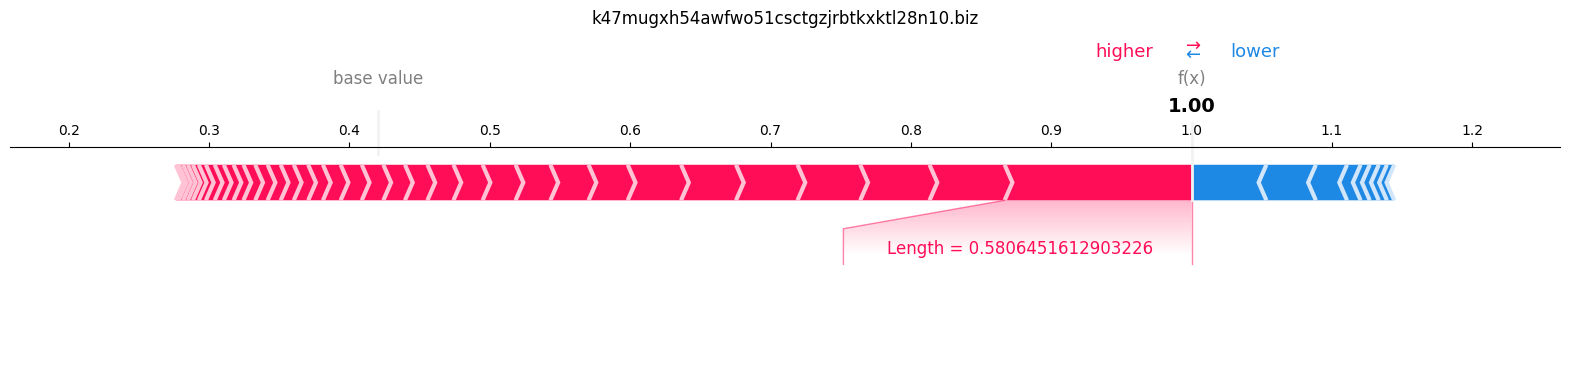 k47mugxh54awfwo51csctgzjrbtkxktl28n10.biz
higher ⇄ lower
base value f(x)
1.00
0.2 0.3 0.4 0.5 0.6 0.7 0.8 0.9 1.0 1.1 1.2
Length = 0.5806451612903226